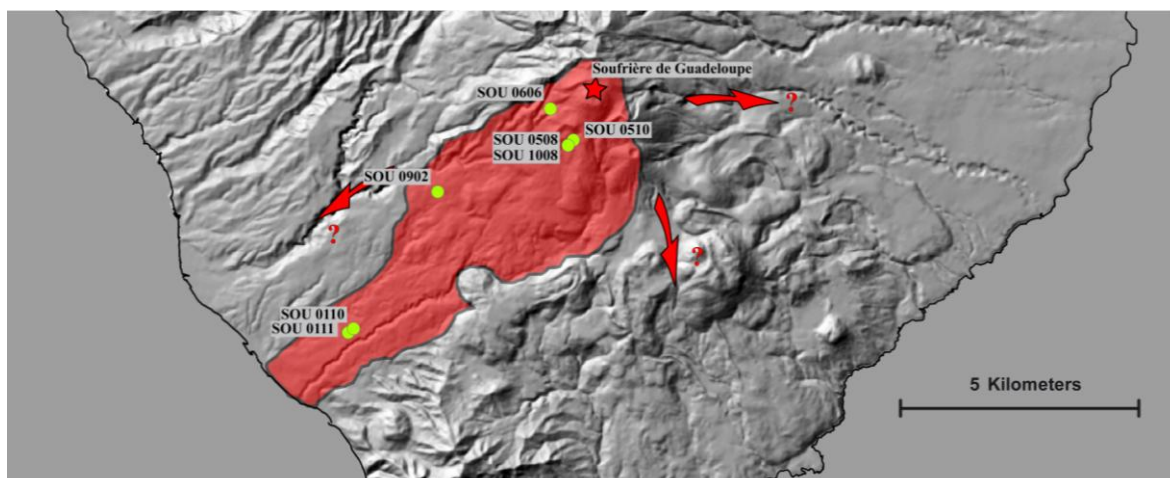 Soufrière de Guadeloupe
SOU 0606
?
SOU 0510
SOU 0508
SOU 1008
SOU 0902
?
?
SOU 0110
SOU 0111
5 Kilometers